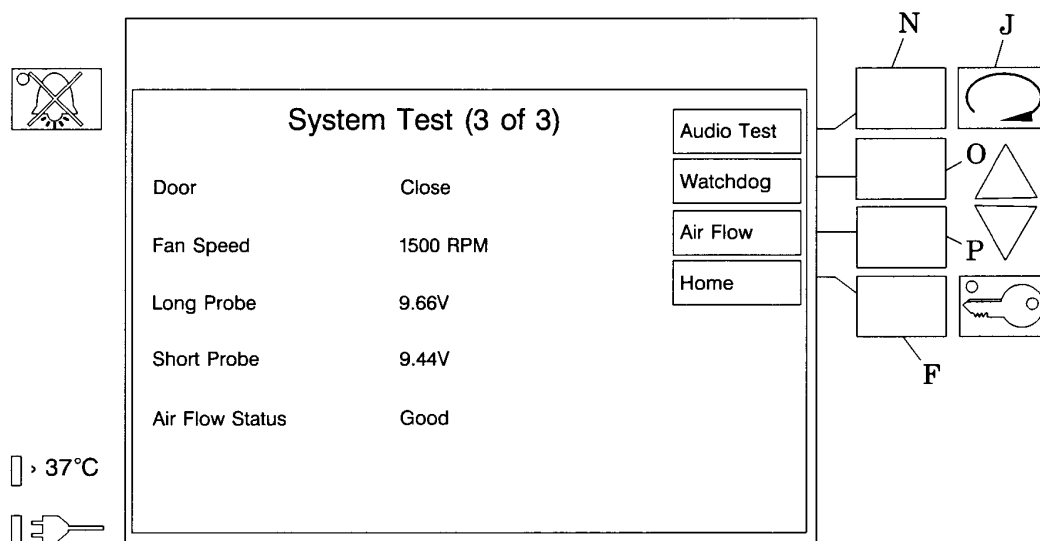 N J
System Test (3 of 3)
Audio Test
Door Close
Watchdog
O
Fan Speed 1500 RPM
Air Flow
P
Long Probe 9.66V
Home
Short Probe 9.44V
F
Air Flow Status Good
> 37°C